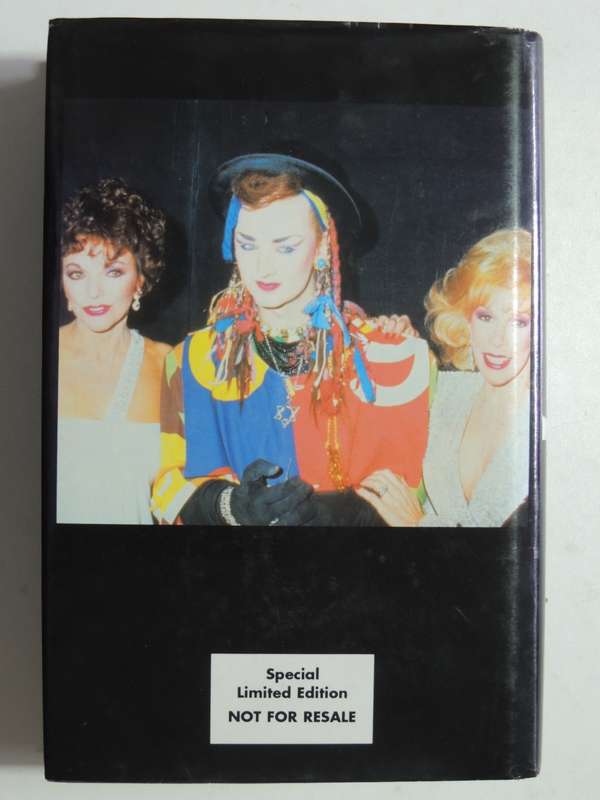 Special
Limited Edition
NOT FOR RESALE